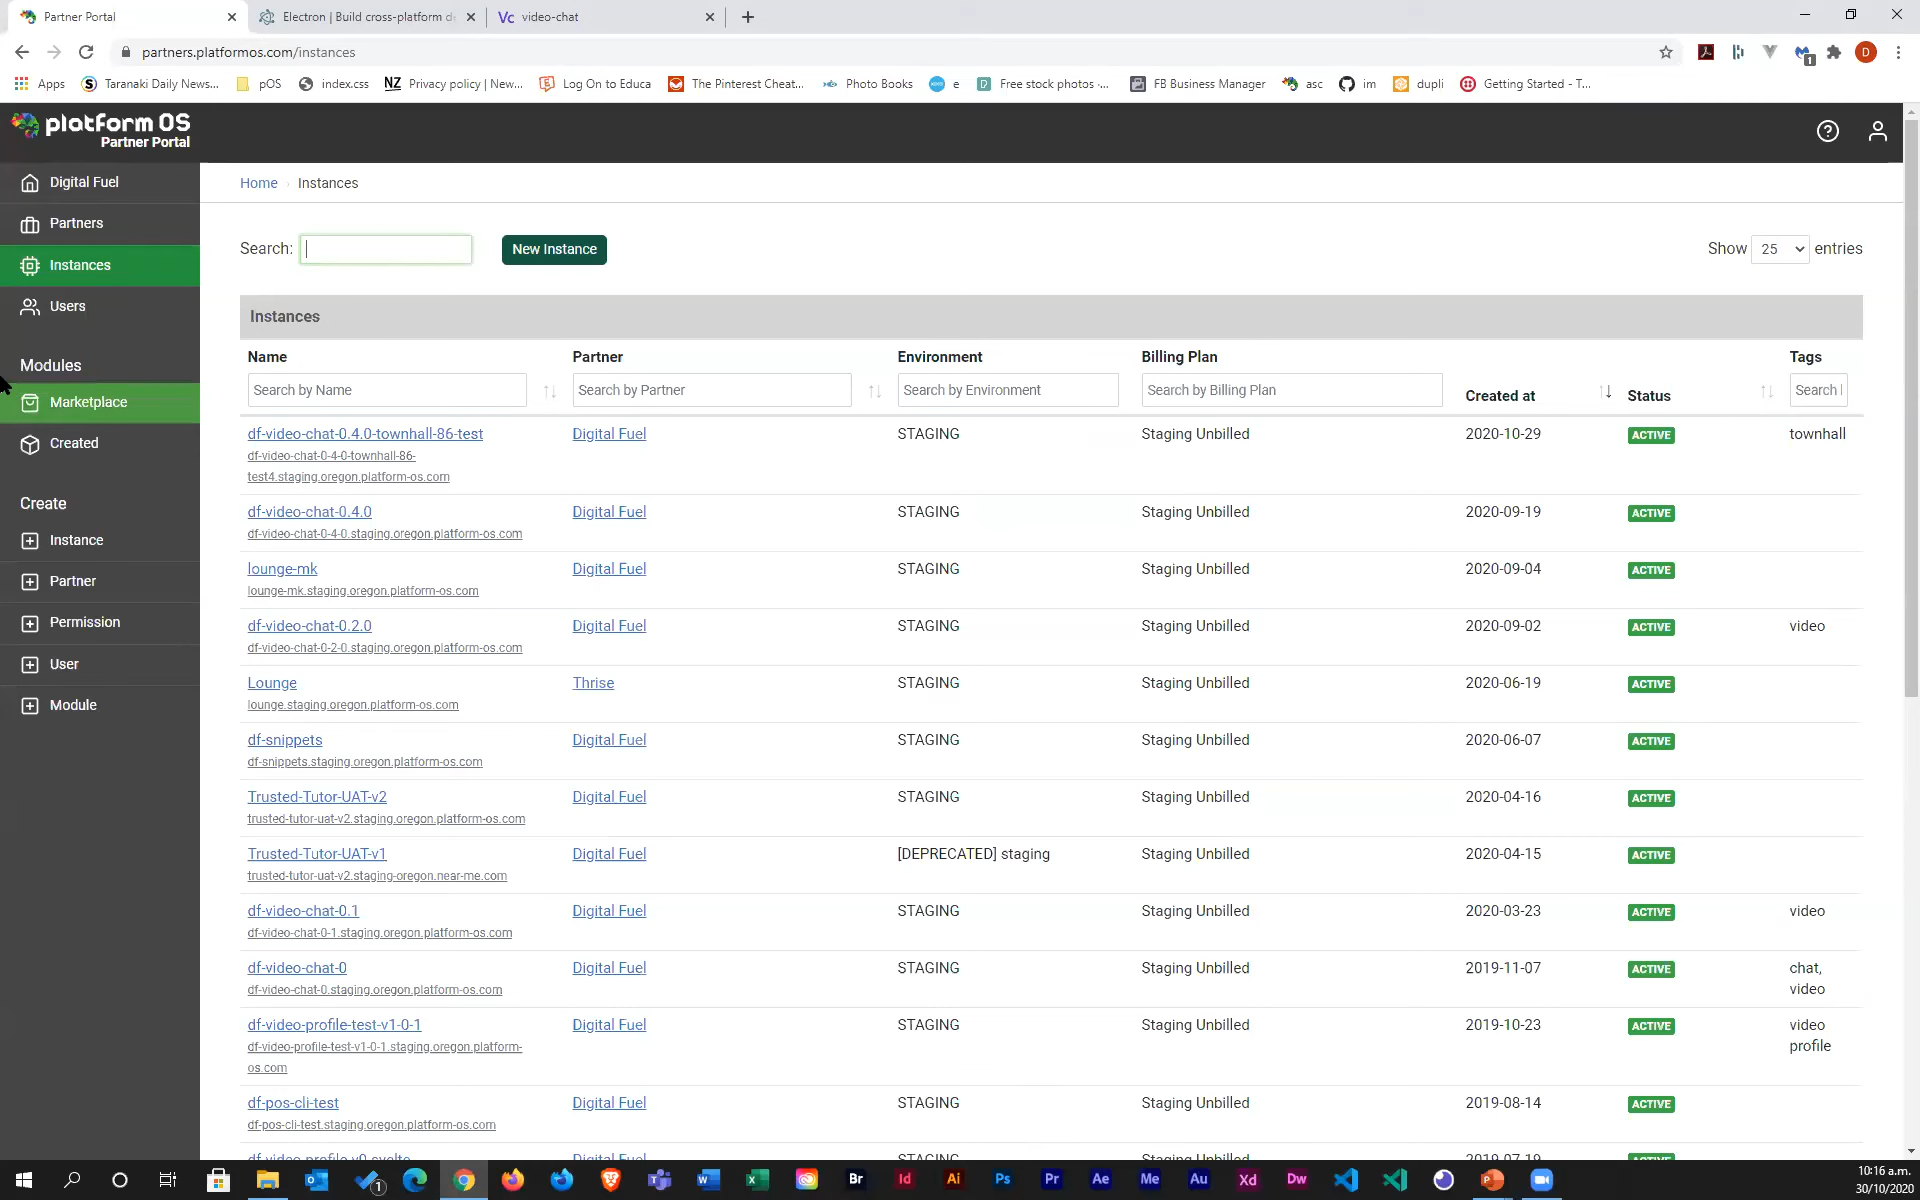 Partner Portal
Electron | Build cross-platform d
Vc video-chat
partners.platformos.com/instances
1
D
Apps
Taranaki Daily News...
pOS
index.css
NZ Privacy policy | New...
Log On to Educa
The Pinterest Cheat...
Photo Books
e
Free stock photos -...
FB Business Manager
asc
im
dupli
Getting Started - T...
platform OS
Partner Portal
Digital Fuel
Partners
Instances
Users
Modules
Marketplace
Created
Create
Instance
Partner
Permission
User
Module
Home › Instances
Search:
New Instance
Show 25 entries
Instances
Name Partner Environment Billing Plan Tags
Search by Name Search by Partner Search by Environment Search by Billing Plan Created at Status Search
df-video-chat-0.4.0-townhall-86-test Digital Fuel STAGING Staging Unbilled 2020-10-29 ACTIVE townhall
df-video-chat-0-4-0-townhall-86-
test4.staging.oregon.platform-os.com
df-video-chat-0.4.0 Digital Fuel STAGING Staging Unbilled 2020-09-19 ACTIVE
df-video-chat-0-4-0.staging.oregon.platform-os.com
lounge-mk Digital Fuel STAGING Staging Unbilled 2020-09-04 ACTIVE
lounge-mk.staging.oregon.platform-os.com
df-video-chat-0.2.0 Digital Fuel STAGING Staging Unbilled 2020-09-02 ACTIVE video
df-video-chat-0-2-0.staging.oregon.platform-os.com
Lounge Thrise STAGING Staging Unbilled 2020-06-19 ACTIVE
lounge.staging.oregon.platform-os.com
df-snippets Digital Fuel STAGING Staging Unbilled 2020-06-07 ACTIVE
df-snippets.staging.oregon.platform-os.com
Trusted-Tutor-UAT-v2 Digital Fuel STAGING Staging Unbilled 2020-04-16 ACTIVE
trusted-tutor-uat-v2.staging.oregon.platform-os.com
Trusted-Tutor-UAT-v1 Digital Fuel [DEPRECATED] staging Staging Unbilled 2020-04-15 ACTIVE
trusted-tutor-uat-v2.staging-oregon.near-me.com
df-video-chat-0.1 Digital Fuel STAGING Staging Unbilled 2020-03-23 ACTIVE video
df-video-chat-0-1.staging.oregon.platform-os.com
df-video-chat-0 Digital Fuel STAGING Staging Unbilled 2019-11-07 ACTIVE chat,
df-video-chat-0.staging.oregon.platform-os.com video
df-video-profile-test-v1-0-1 Digital Fuel STAGING Staging Unbilled 2019-10-23 ACTIVE video
df-video-profile-test-v1-0-1.staging.oregon.platform- profile
os.com
df-pos-cli-test Digital Fuel STAGING Staging Unbilled 2019-08-14 ACTIVE
df-pos-cli-test.staging.oregon.platform-os.com
1 Br Id Ai Ps Pr Ae Me Au Xd Dw
10:16 a.m.
30/10/2020